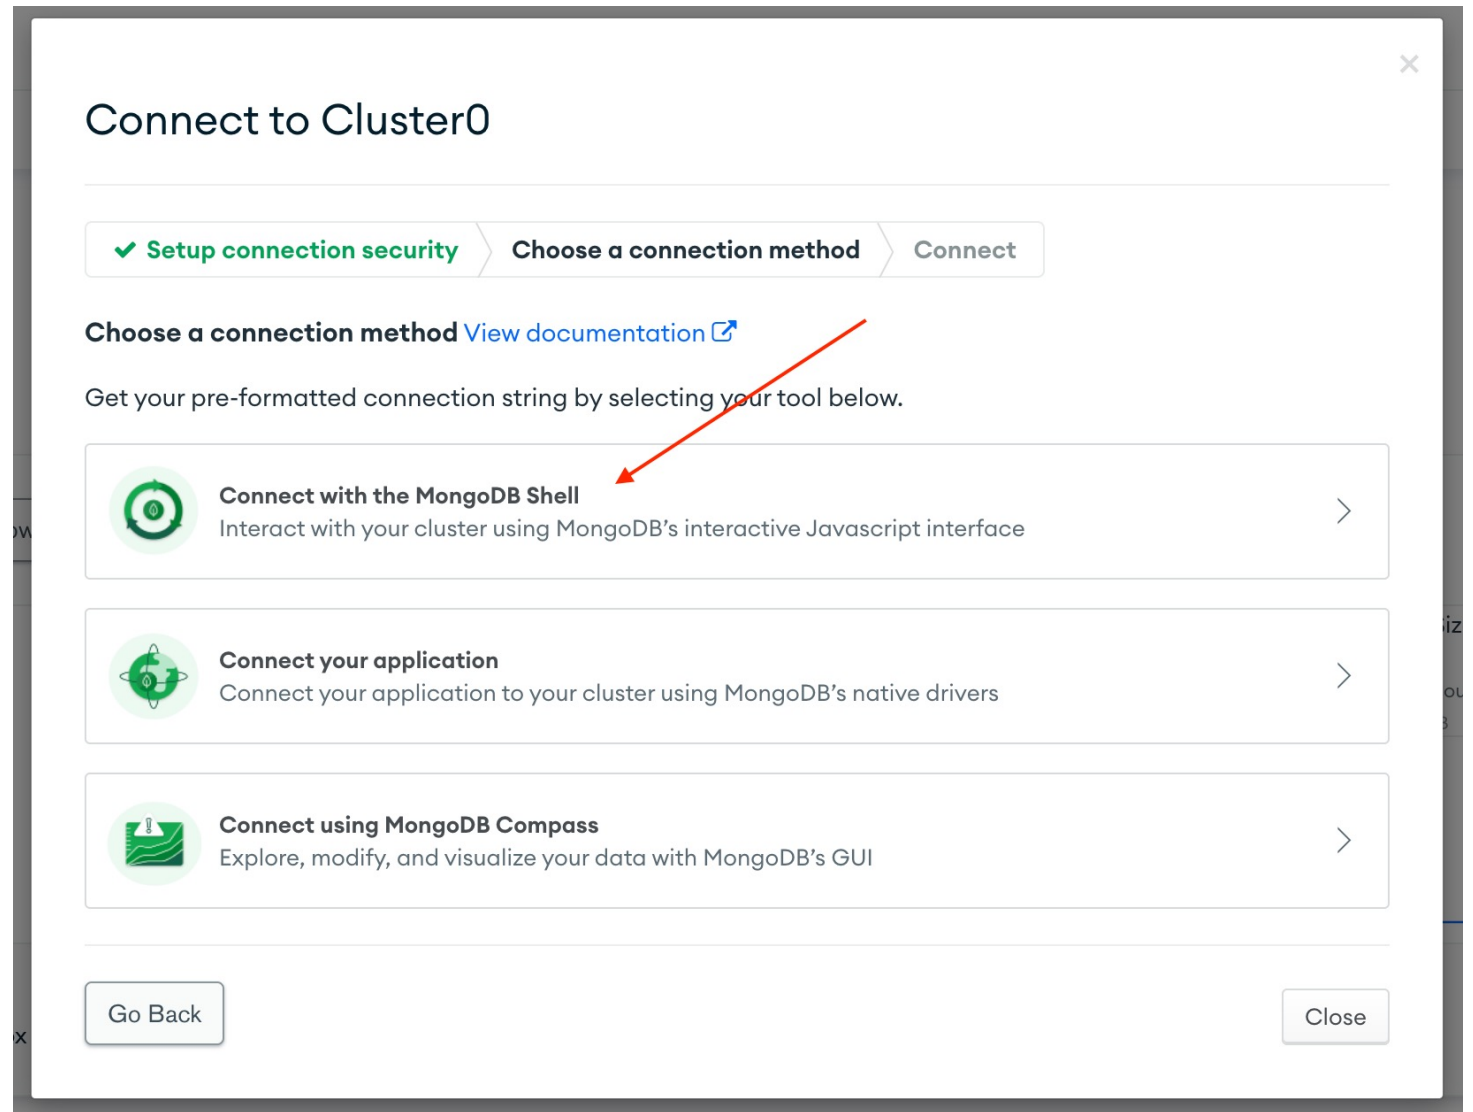 ×
Connect to Cluster0
Setup connection security
Choose a connection method
Connect
Choose a connection method View documentation
Get your pre-formatted connection string by selecting your tool below.
Connect with the MongoDB Shell
Interact with your cluster using MongoDB’s interactive Javascript interface
Connect your application
Connect your application to your cluster using MongoDB’s native drivers
Connect using MongoDB Compass
Explore, modify, and visualize your data with MongoDB’s GUI
Go Back
Close